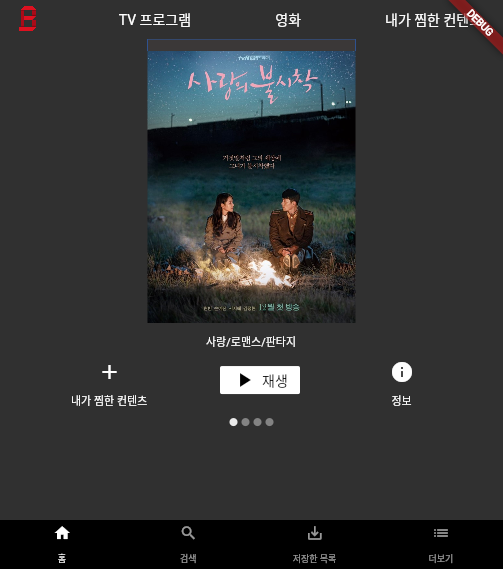 B
TV 프로그램
영화
내가 찜한 컨텐츠
DEBUG
tvN
사랑의 불시착
12월 첫 방송
사랑/로맨스/판타지
내가 찜한 컨텐츠
재생
정보
홈
검색
저장한 목록
더보기